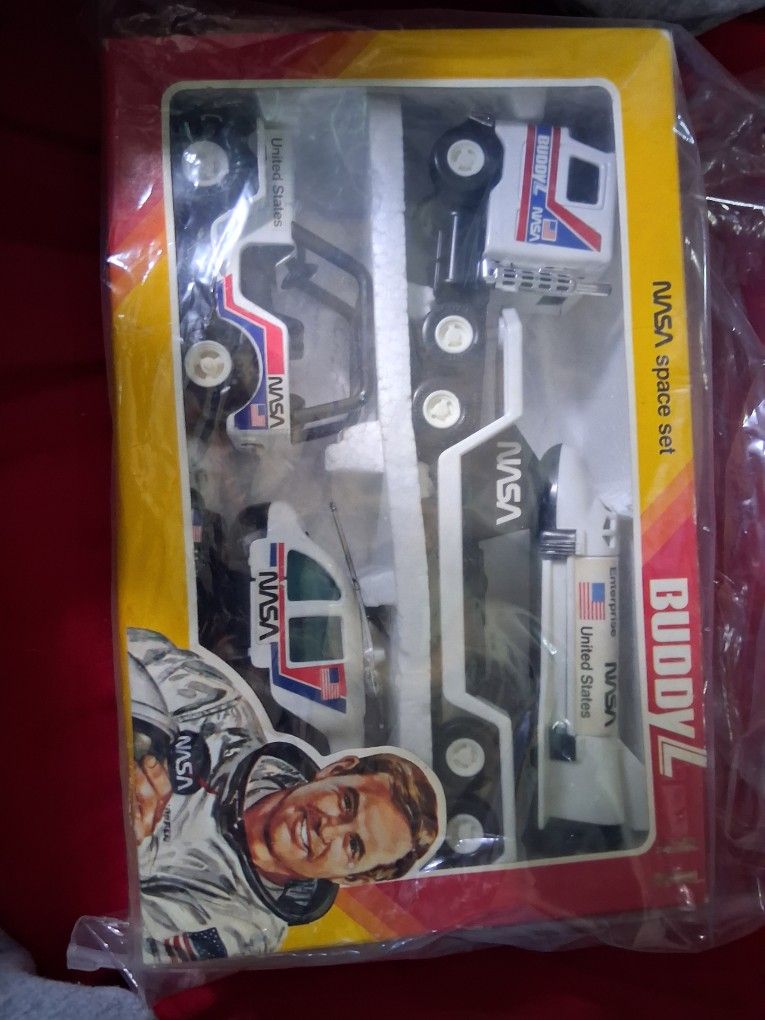 NASA space set
BUDDY L
BUDDY L NASA
United States
NASA
NASA
Enterprise NASA
United States
NASA
NASA